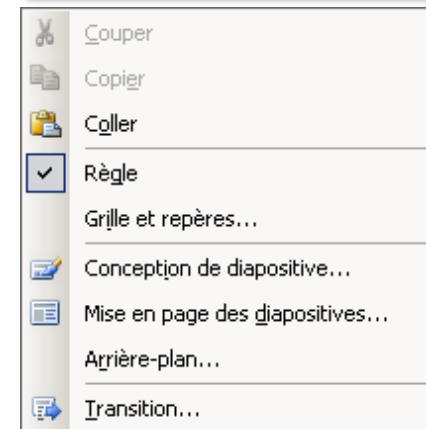 Couper
Copier
Coller
Règle
Grille et repères...
Conception de diapositive...
Mise en page des diapositives...
Arrière-plan...
Transition...